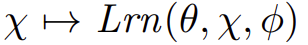 χ ↦ Lrn(θ, χ, ϕ)